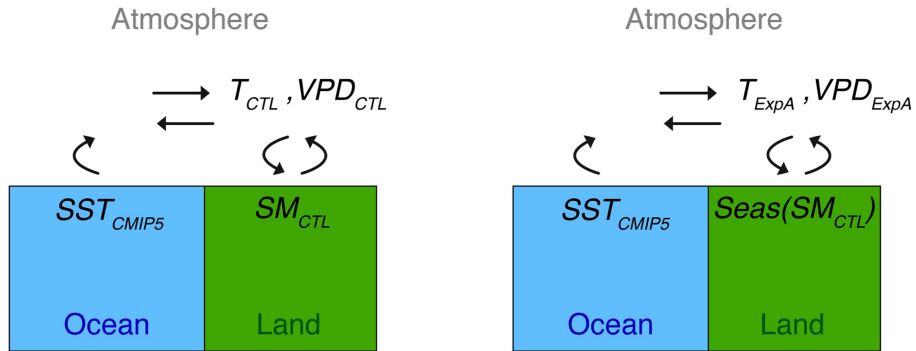 Atmosphere
T_CTL ,VPD_CTL
SST_CMIP5
SM_CTL
Ocean
Land
Atmosphere
T_ExpA ,VPD_ExpA
SST_CMIP5
Seas(SM_CTL)
Ocean
Land